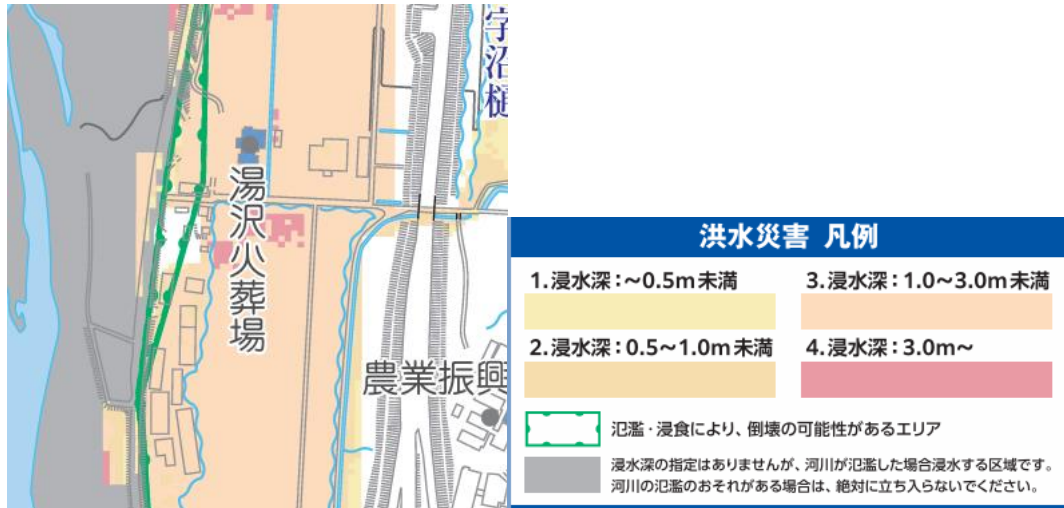 字沼樋
湯沢火葬場
農業振興
洪水災害 凡例
1.浸水深：～0.5m未満
3.浸水深：1.0～3.0m未満
2.浸水深：0.5～1.0m未満
4.浸水深：3.0m～
氾濫・浸食により、倒壊の可能性があるエリア
浸水深の指定はありませんが、河川が氾濫した場合浸水する区域です。
河川の氾濫のおそれがある場合は、絶対に立ち入らないでください。